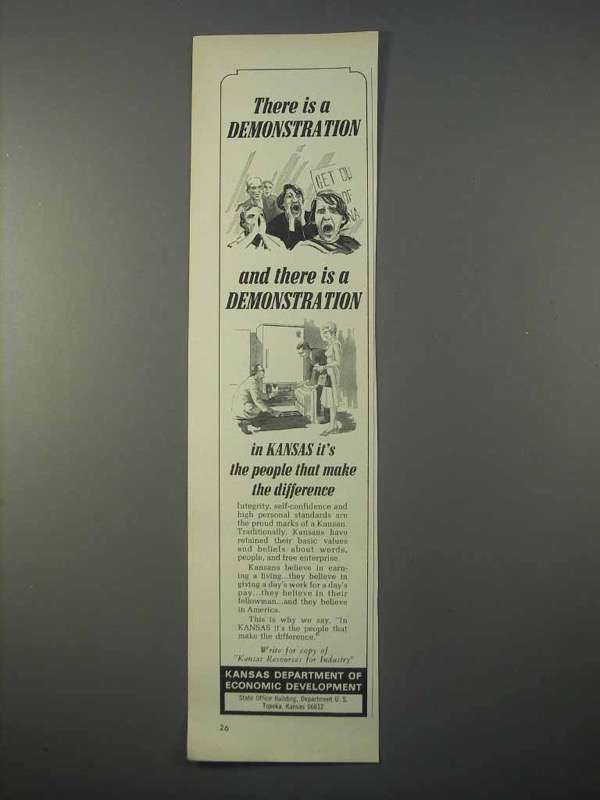 There is a
DEMONSTRATION
GET OU
OF
and there is a
DEMONSTRATION
in KANSAS it's
the people that make
the difference
Integrity, self-confidence and
high personal standards are
the proud marks of a Kansan.
Traditionally, Kansans have
retained their basic values
and beliefs about words,
people, and free enterprise.
Kansans believe in earn-
ing a living...they believe in
giving a day's work for a day's
pay...they believe in their
fellowman...and they believe
in America.
This is why we say, "In
KANSAS it's the people that
make the difference."
Write for copy of
"Kansas Resources for Industry"
KANSAS DEPARTMENT OF
ECONOMIC DEVELOPMENT
State Office Building, Department U. S.
Topeka, Kansas 66612
26